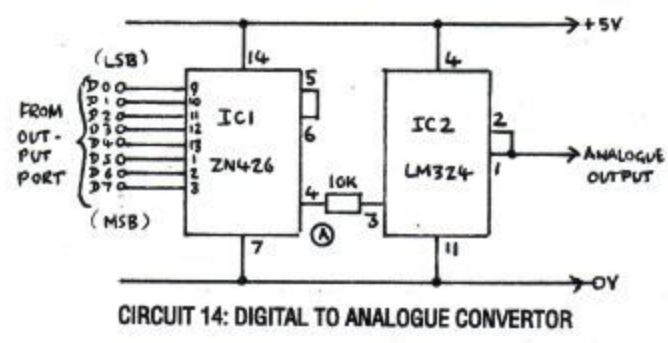 +5V
(LSB)
14
4
D0 9
D1 10
D2 11
D3 12
D4 13
D5 1
D6 2
D7 3
FROM
OUT-
PUT
PORT
(MSB)
IC1
ZN426
5
6
4
A
7
10K
3
IC2
LM324
2
1
11
ANALOGUE
OUTPUT
0V
CIRCUIT 14: DIGITAL TO ANALOGUE CONVERTOR